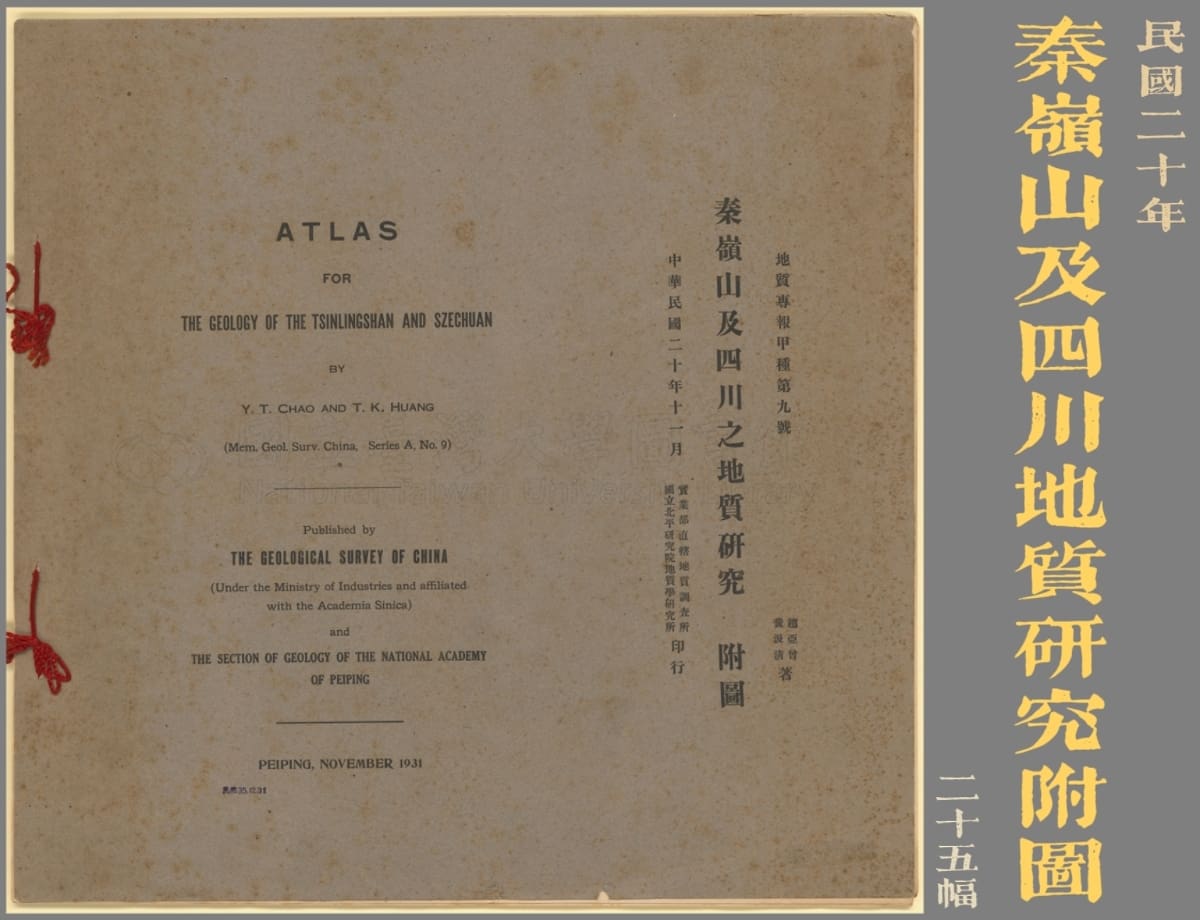 民國二十年
秦嶺山及四川地質研究附圖
二十五幅
ATLAS
FOR
THE GEOLOGY OF THE TSINLINGSHAN AND SZECHUAN
BY
Y. T. CHAO AND T. K. HUANG
(Mem. Geol. Surv. China, Series A, No. 9)
Published by
THE GEOLOGICAL SURVEY OF CHINA
(Under the Ministry of Industries and affiliated
with the Academia Sinica)
and
THE SECTION OF GEOLOGY OF THE NATIONAL ACADEMY
OF PEIPING
PEIPING, NOVEMBER 1931
35.12.31
地質專報甲種第九號
趙亞曾
黃汲清
著
秦嶺山及四川之地質研究 附圖
中華民國二十年十一月
實業部直轄地質調查所
國立北平研究院地質學研究所
印行
National Taiwan University Library